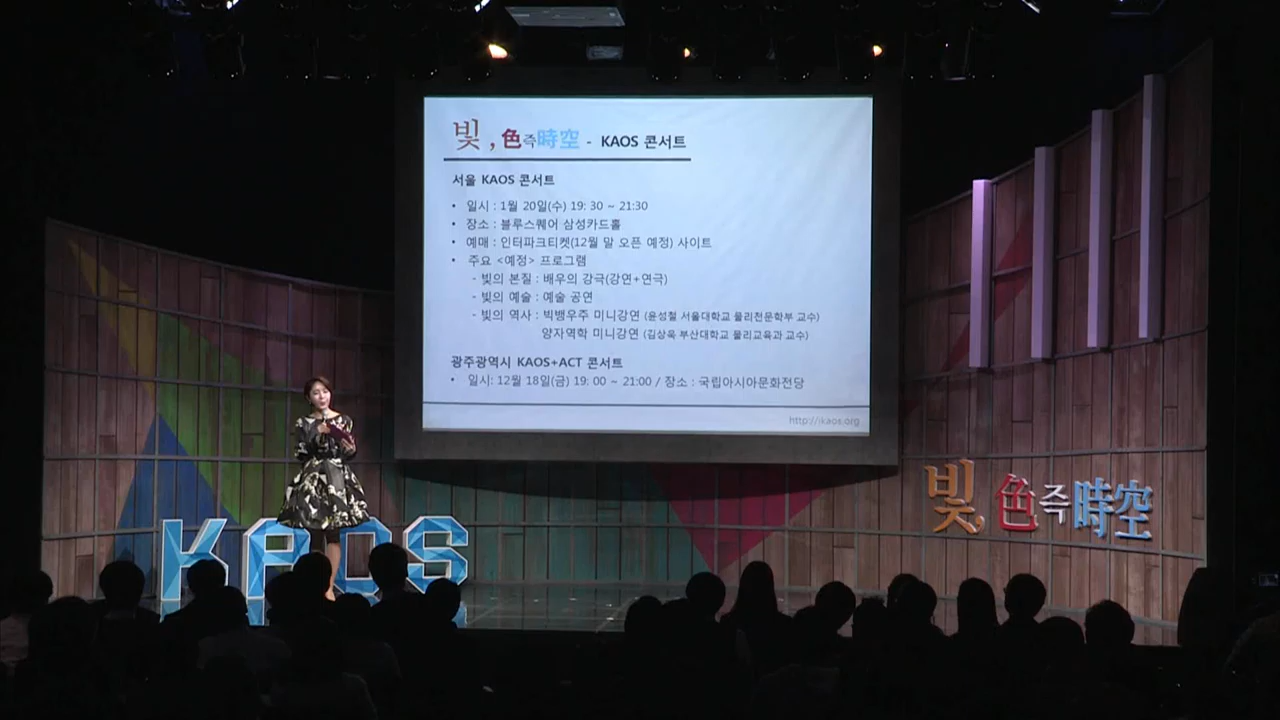 빛, 色즉時空 - KAOS 콘서트
서울 KAOS 콘서트
• 일시 : 1월 20일(수) 19: 30 ~ 21:30
• 장소 : 블루스퀘어 삼성카드홀
• 예매 : 인터파크티켓(12월 말 오픈 예정) 사이트
• 주요 <예정> 프로그램
- 빛의 본질 : 배우의 강극(강연+연극)
- 빛의 예술 : 예술 공연
- 빛의 역사 : 빅뱅우주 미니강연 (윤성철 서울대학교 물리천문학부 교수)
양자역학 미니강연 (김상욱 부산대학교 물리교육과 교수)
광주광역시 KAOS+ACT 콘서트
• 일시: 12월 18일(금) 19: 00 ~ 21:00 / 장소 : 국립아시아문화전당
http://ikaos.org
빛, 色즉時空
KAOS